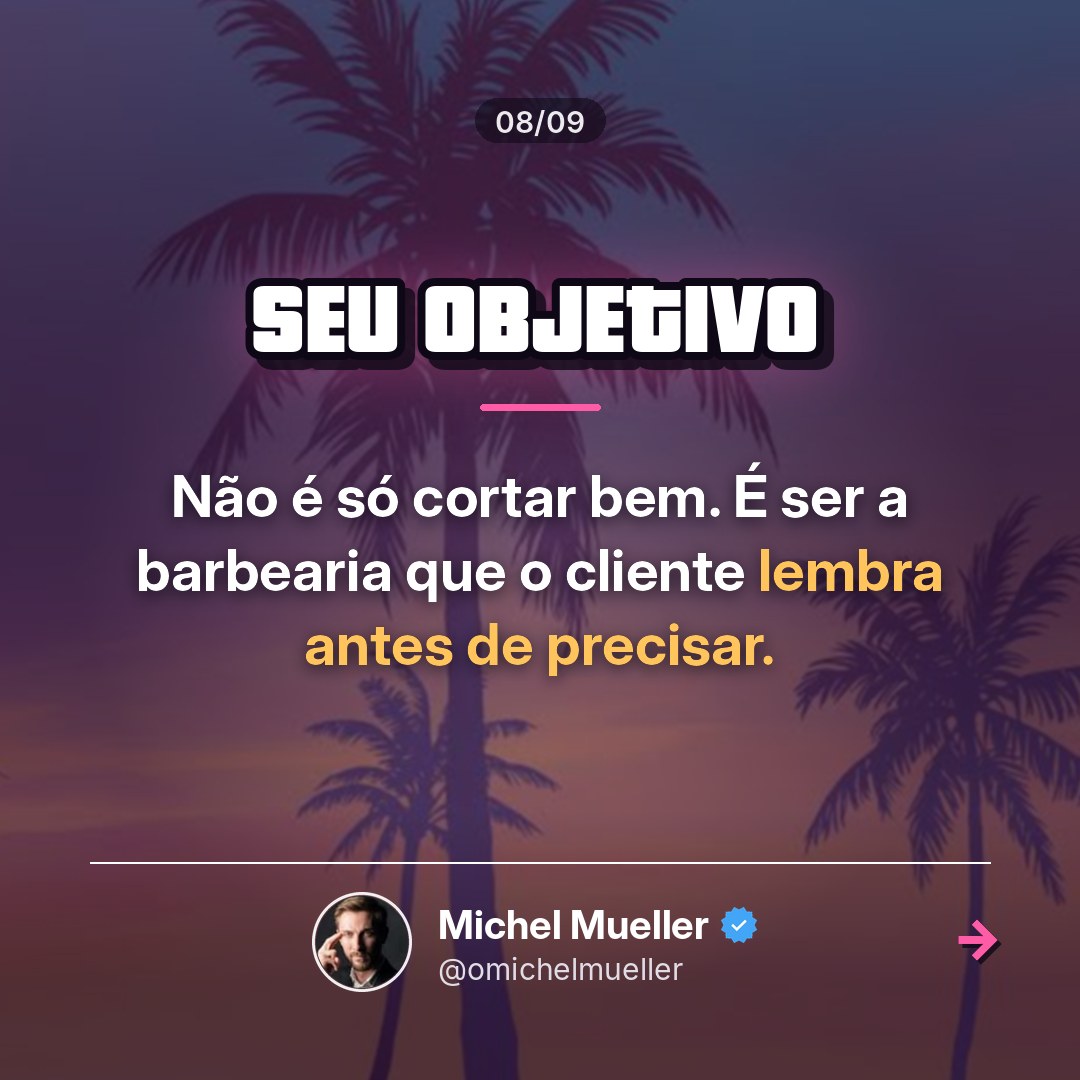 08/09
SEU OBJETIVO
Não é só cortar bem. É ser a
barbearia que o cliente lembra
antes de precisar.
Michel Mueller
@omichelmueller